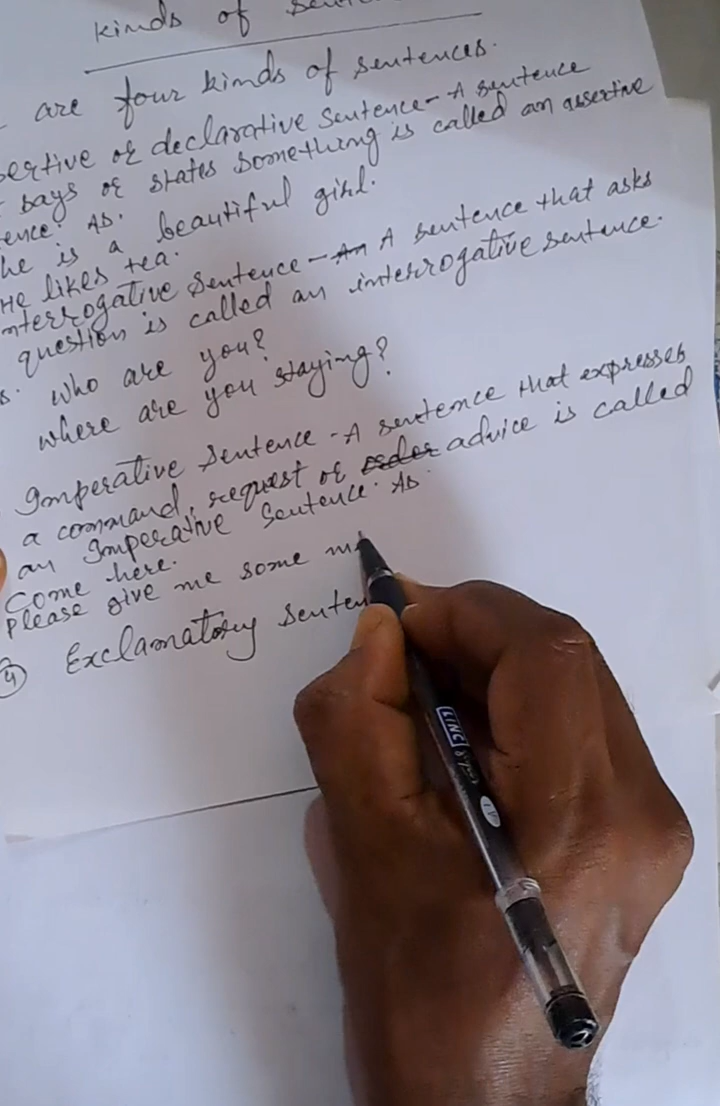 kinds of
are four kinds of sentences.
ertive or declarative sentence - A sentence
says or states something is called an assertive
ence. As.
he is a beautiful girl.
He likes tea.
nterrogative Sentence - An A sentence that asks
question is called an interrogative sentence.
s. Who are you?
where are you staying?
Imperative Sentence - A sentence that expresses
a command, request or order advice is called
an Imperative Sentence. As.
Come here.
Please give me some
4 Exclamatory Senten
LINC